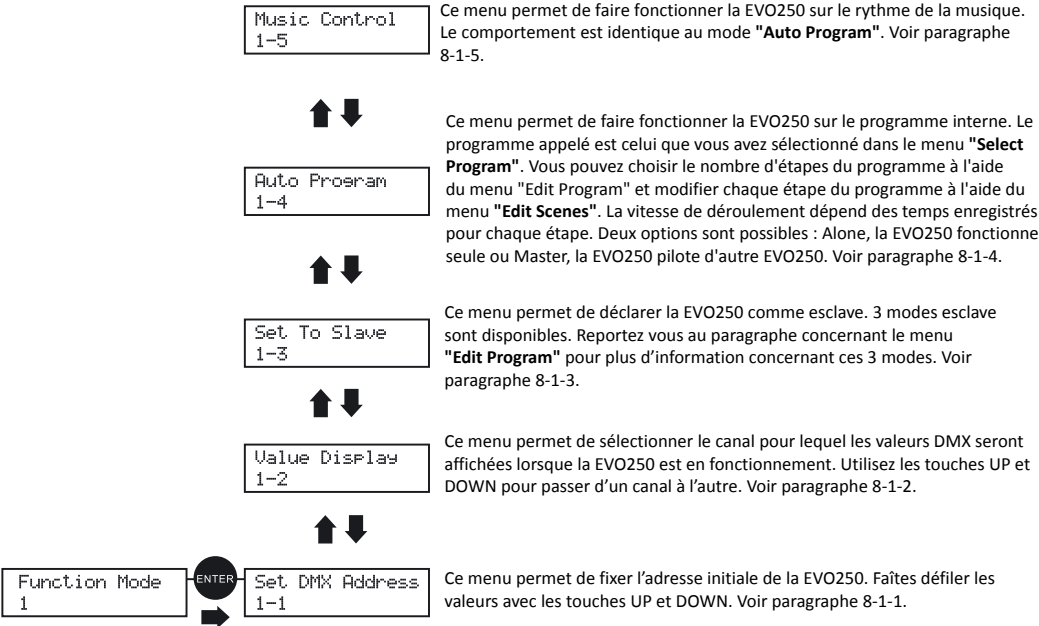 Music Control
1-5
Ce menu permet de faire fonctionner la EVO250 sur le rythme de la musique.
Le comportement est identique au mode "Auto Program". Voir paragraphe
8-1-5.
Ce menu permet de faire fonctionner la EVO250 sur le programme interne. Le
programme appelé est celui que vous avez sélectionné dans le menu "Select
Program". Vous pouvez choisir le nombre d'étapes du programme à l'aide
du menu "Edit Program" et modifier chaque étape du programme à l'aide du
menu "Edit Scenes". La vitesse de déroulement dépend des temps enregistrés
pour chaque étape. Deux options sont possibles : Alone, la EVO250 fonctionne
seule ou Master, la EVO250 pilote d'autre EVO250. Voir paragraphe 8-1-4.
Auto Program
1-4
Set To Slave
1-3
Ce menu permet de déclarer la EVO250 comme esclave. 3 modes esclave
sont disponibles. Reportez vous au paragraphe concernant le menu
"Edit Program" pour plus d’information concernant ces 3 modes. Voir
paragraphe 8-1-3.
Value Display
1-2
Ce menu permet de sélectionner le canal pour lequel les valeurs DMX seront
affichées lorsque la EVO250 est en fonctionnement. Utilisez les touches UP et
DOWN pour passer d’un canal à l’autre. Voir paragraphe 8-1-2.
Function Mode
1
ENTER
Set DMX Address
1-1
Ce menu permet de fixer l’adresse initiale de la EVO250. Faîtes défiler les
valeurs avec les touches UP et DOWN. Voir paragraphe 8-1-1.